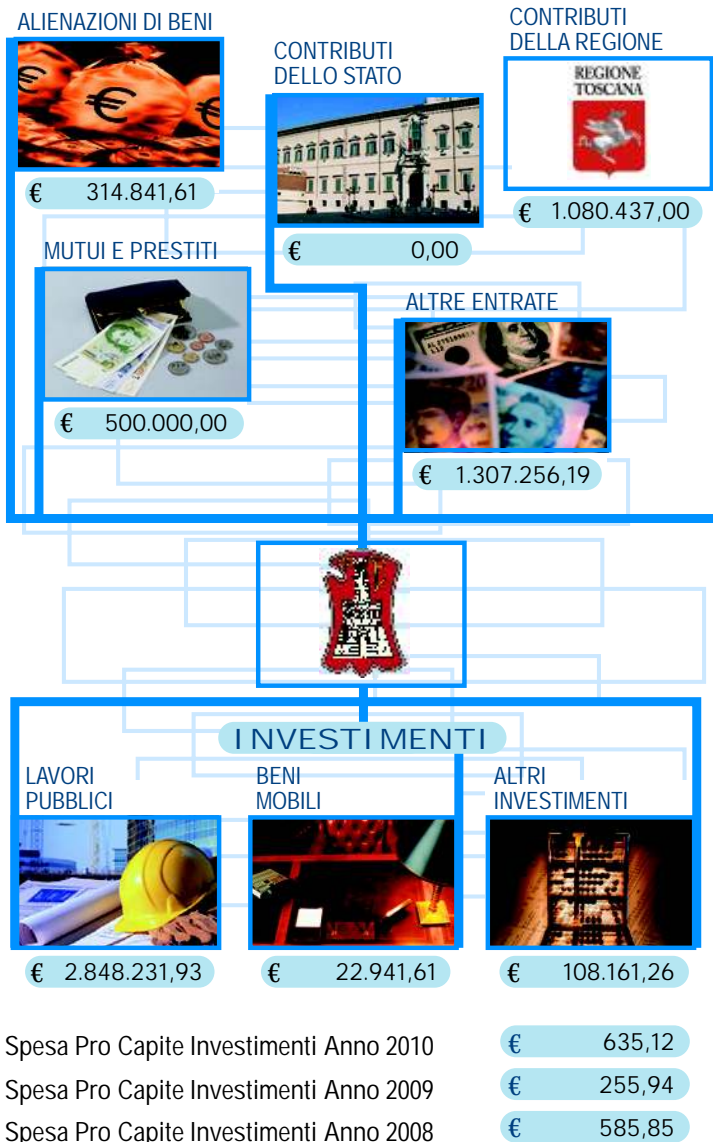 ALIENAZIONI DI BENI
€ 314.841,61
CONTRIBUTI
DELLO STATO
€ 0,00
CONTRIBUTI
DELLA REGIONE
REGIONE
TOSCANA
€ 1.080.437,00
MUTUI E PRESTITI
€ 500.000,00
ALTRE ENTRATE
€ 1.307.256,19
INVESTIMENTI
LAVORI
PUBBLICI
€ 2.848.231,93
BENI
MOBILI
€ 22.941,61
ALTRI
INVESTIMENTI
€ 108.161,26
Spesa Pro Capite Investimenti Anno 2010 € 635,12
Spesa Pro Capite Investimenti Anno 2009 € 255,94
Spesa Pro Capite Investimenti Anno 2008 € 585,85